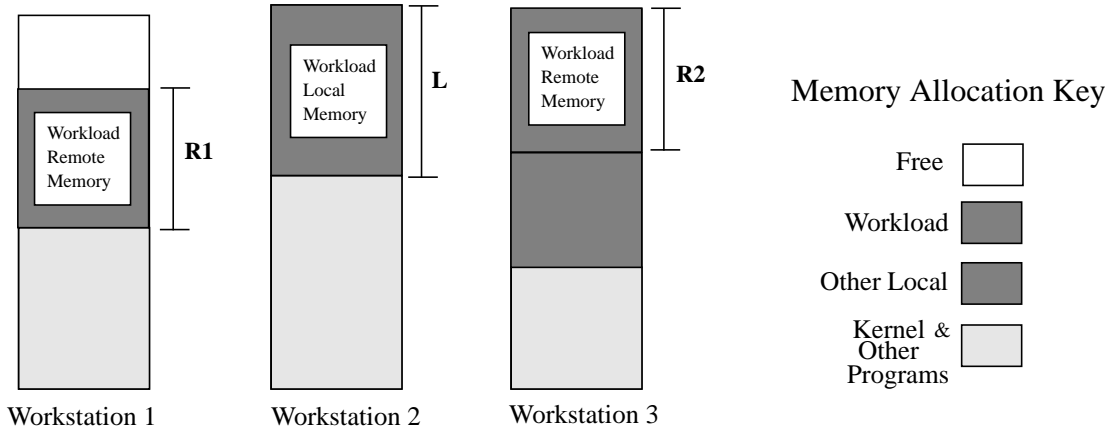 Workload
Remote
Memory
R1
Workstation 1
Workload
Local
Memory
L
Workstation 2
Workload
Remote
Memory
R2
Workstation 3
Memory Allocation Key
Free
Workload
Other Local
Kernel &
Other
Programs